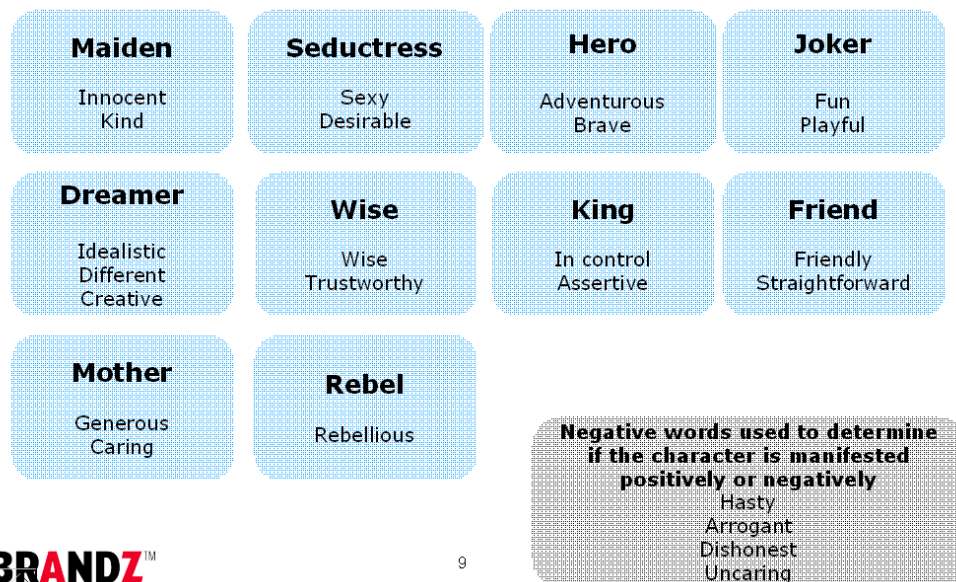 Maiden
Innocent
Kind
Seductress
Sexy
Desirable
Hero
Adventurous
Brave
Joker
Fun
Playful
Dreamer
Idealistic
Different
Creative
Wise
Wise
Trustworthy
King
In control
Assertive
Friend
Friendly
Straightforward
Mother
Generous
Caring
Rebel
Rebellious
Negative words used to determine
if the character is manifested
positively or negatively
Hasty
Arrogant
Dishonest
Uncaring
BRANDZ™
9